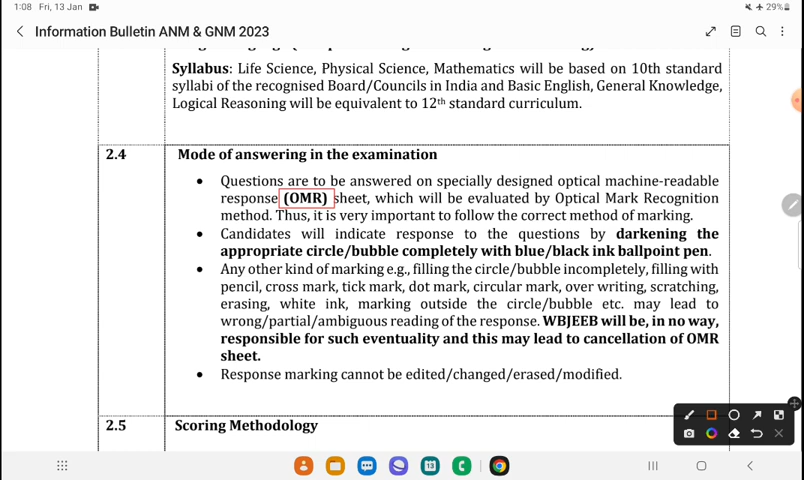 1:08 Fri, 13 Jan
29%
Information Bulletin ANM & GNM 2023
Syllabus: Life Science, Physical Science, Mathematics will be based on 10th standard
syllabi of the recognised Board/Councils in India and Basic English, General Knowledge,
Logical Reasoning will be equivalent to 12th standard curriculum.
2.4 Mode of answering in the examination
• Questions are to be answered on specially designed optical machine-readable
response (OMR) sheet, which will be evaluated by Optical Mark Recognition
method. Thus, it is very important to follow the correct method of marking.
• Candidates will indicate response to the questions by darkening the
appropriate circle/bubble completely with blue/black ink ballpoint pen.
• Any other kind of marking e.g., filling the circle/bubble incompletely, filling with
pencil, cross mark, tick mark, dot mark, circular mark, over writing, scratching,
erasing, white ink, marking outside the circle/bubble etc. may lead to
wrong/partial/ambiguous reading of the response. WBJEEB will be, in no way,
responsible for such eventuality and this may lead to cancellation of OMR
sheet.
• Response marking cannot be edited/changed/erased/modified.
2.5 Scoring Methodology
13